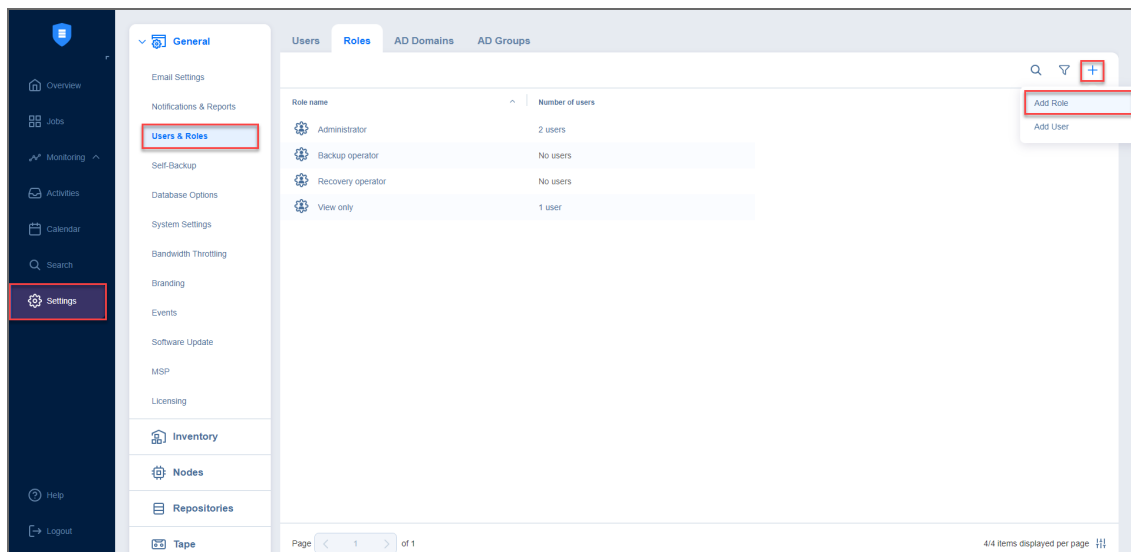 Overview
Jobs
Monitoring
Activities
Calendar
Search
Settings
Help
Logout
General
Email Settings
Notifications & Reports
Users & Roles
Self-Backup
Database Options
System Settings
Bandwidth Throttling
Branding
Events
Software Update
MSP
Licensing
Inventory
Nodes
Repositories
Tape
Users Roles AD Domains AD Groups
Add Role
Add User
Role name Number of users
Administrator 2 users
Backup operator No users
Recovery operator No users
View only 1 user
Page 1 of 1 4/4 items displayed per page